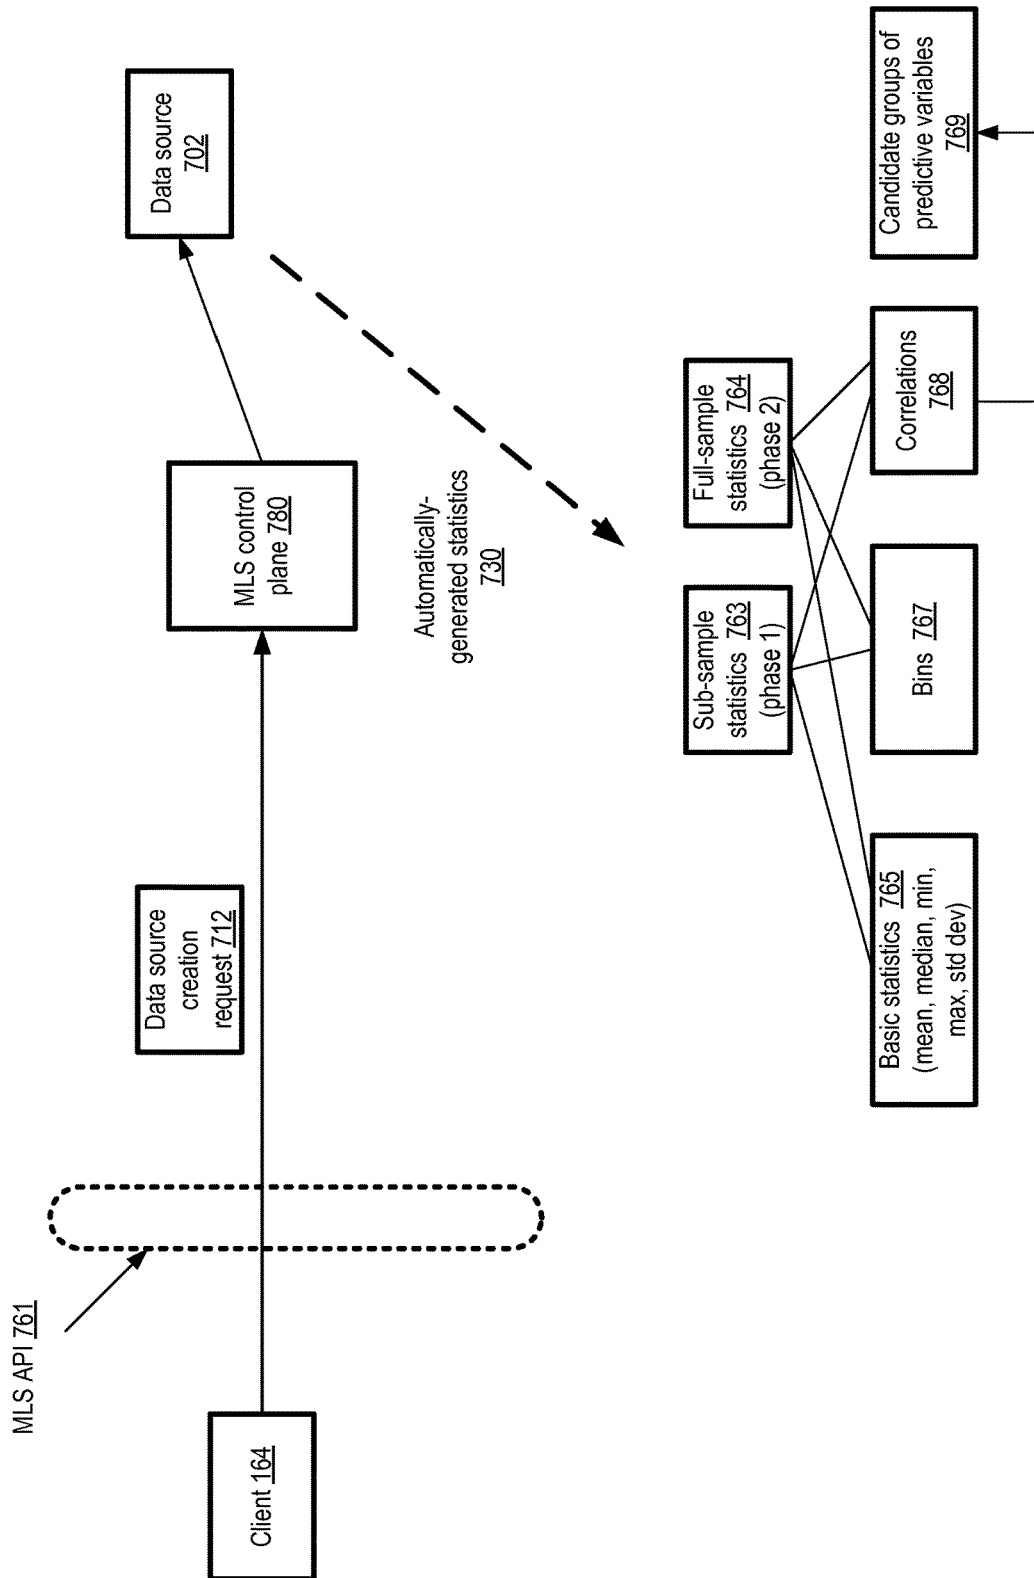 MLS API 761
Client 164
Data source
creation
request 712
MLS control
plane 780
Data source
702
Automatically-
generated statistics
730
Sub-sample
statistics 763
(phase 1)
Full-sample
statistics 764
(phase 2)
Basic statistics 765
(mean, median, min,
max, std dev)
Bins 767
Correlations
768
Candidate groups of
predictive variables
769